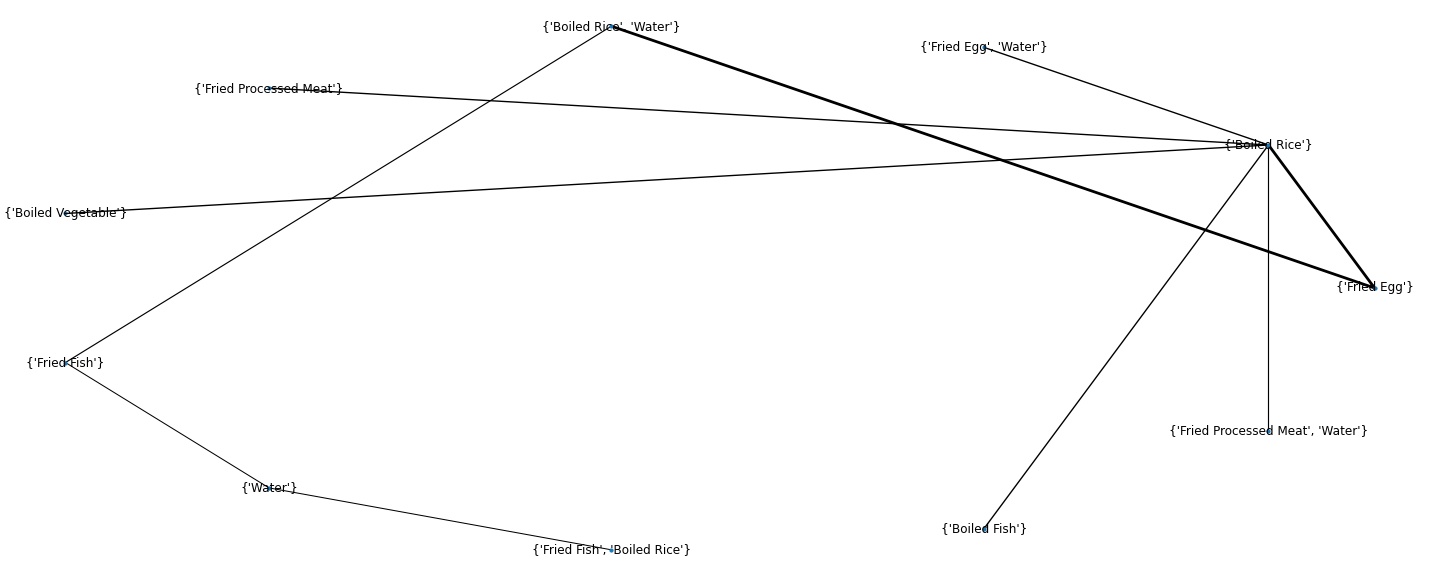 {'Boiled Rice', 'Water'}
{'Fried Egg', 'Water'}
{'Fried Processed Meat'}
{'Boiled Rice'}
{'Boiled Vegetable'}
{'Fried Egg'}
{'Fried Fish'}
{'Fried Processed Meat', 'Water'}
{'Water'}
{'Boiled Fish'}
{'Fried Fish', 'Boiled Rice'}